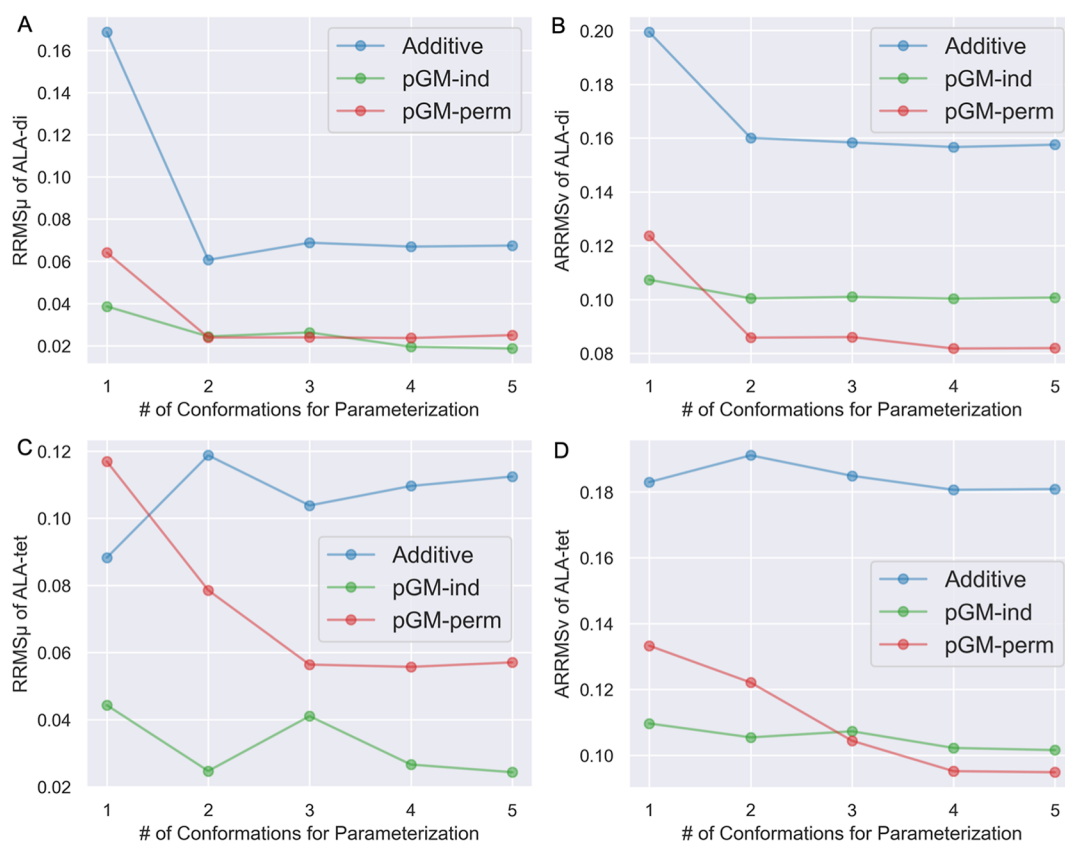 A
RRMSμ of ALA-di
0.16
0.14
0.12
0.10
0.08
0.06
0.04
0.02
Additive
pGM-ind
pGM-perm
1 2 3 4 5
# of Conformations for Parameterization
B
ARRMSv of ALA-di
0.20
0.18
0.16
0.14
0.12
0.10
0.08
Additive
pGM-ind
pGM-perm
1 2 3 4 5
# of Conformations for Parameterization
C
RRMSμ of ALA-tet
0.12
0.10
0.08
0.06
0.04
0.02
Additive
pGM-ind
pGM-perm
1 2 3 4 5
# of Conformations for Parameterization
D
ARRMSv of ALA-tet
0.18
0.16
0.14
0.12
0.10
Additive
pGM-ind
pGM-perm
1 2 3 4 5
# of Conformations for Parameterization